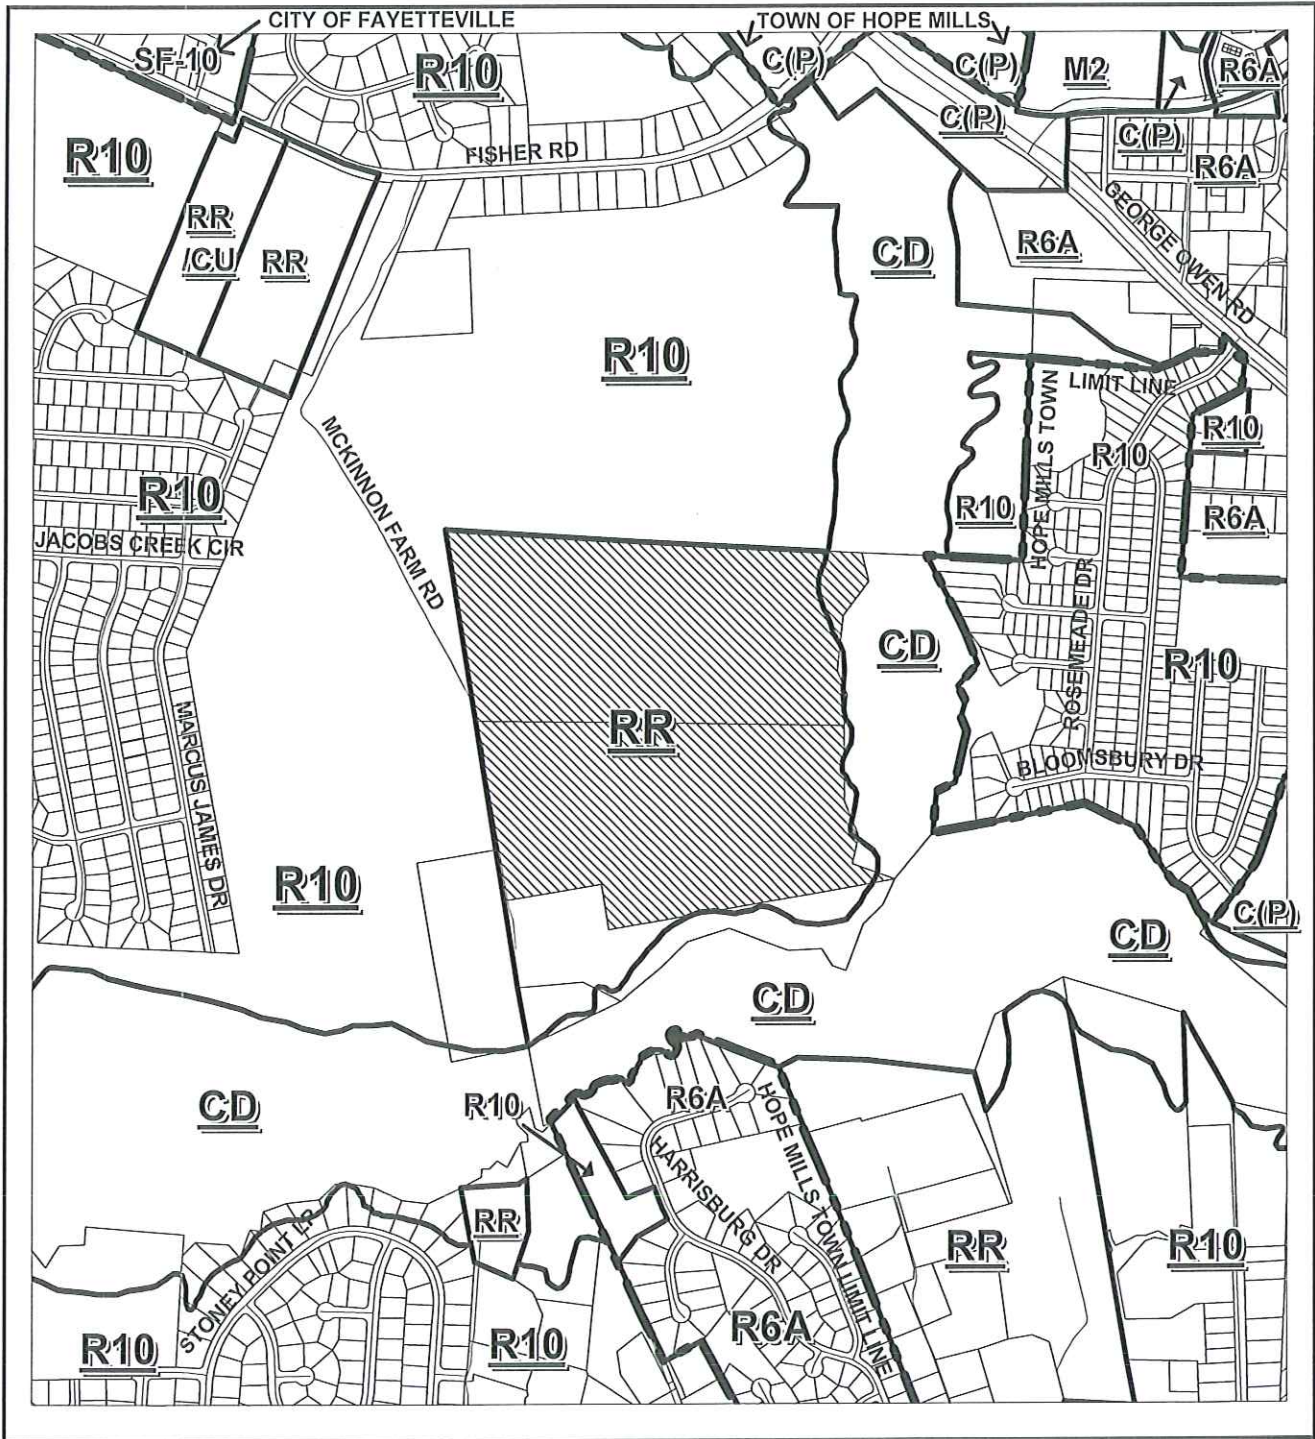 CITY OF FAYETTEVILLE
TOWN OF HOPE MILLS
SF-10
R10
C(P)
C(P)
M2
R6A
C(P)
C(P)
R10
FISHER RD
R6A
GEORGE OWEN RD
RR
/CU
RR
CD
R6A
R10
LIMIT LINE
HOPE MILLS TOWN
R10
R10
MCKINNON FARM RD
R10
R10
R6A
JACOBS CREEK CIR
ROSEMEADE DR
CD
R10
MARCUS JAMES DR
RR
BLOOMSBURY DR
R10
C(P)
CD
CD
CD
R10
R6A
HOPE MILLS TOWN LIMIT LINE
HARRISBURG DR
RR
STONEY POINT LP
RR
R10
R10
R10
R6A